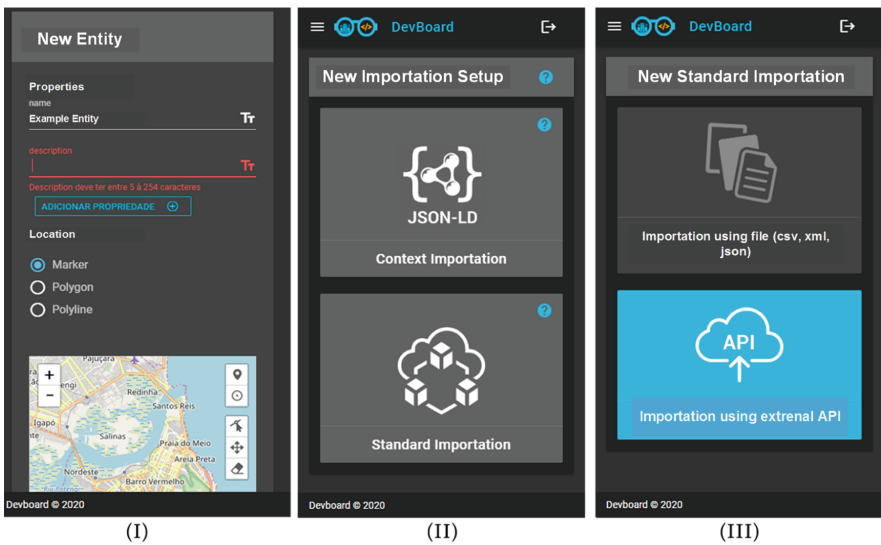 New Entity
Properties
name
Example Entity
Tт
description
Tт
Description deve ter entre 5 à 254 caracteres
ADICIONAR PROPRIEDADE
Location
Marker
Polygon
Polyline
Pajuçara
Redinha
Santos Reis
Igapó
Salinas
Praia do Meio
Areia Preta
Nordeste
Barro Vermelho
+
-
Devboard © 2020
(I)
DevBoard
New Importation Setup
?
?
{ }
JSON-LD
Context Importation
?
Standard Importation
Devboard © 2020
(II)
DevBoard
New Standard Importation
Importation using file (csv, xml,
json)
API
Importation using extrenal API
Devboard © 2020
(III)